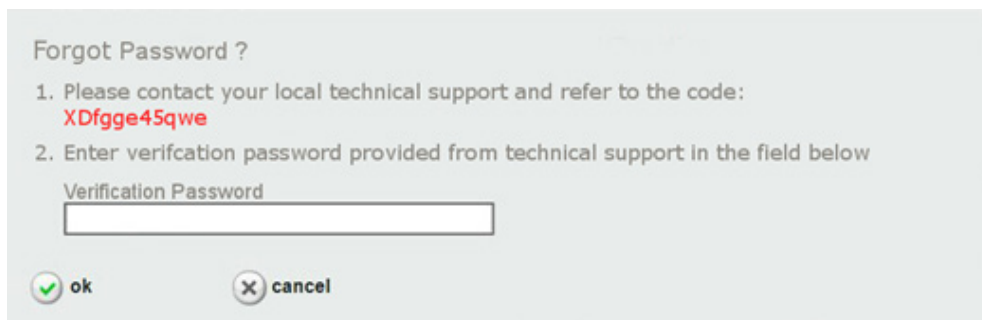 Forgot Password ?
1. Please contact your local technical support and refer to the code:
XDfgge45qwe
2. Enter verifcation password provided from technical support in the field below
Verification Password
ok cancel